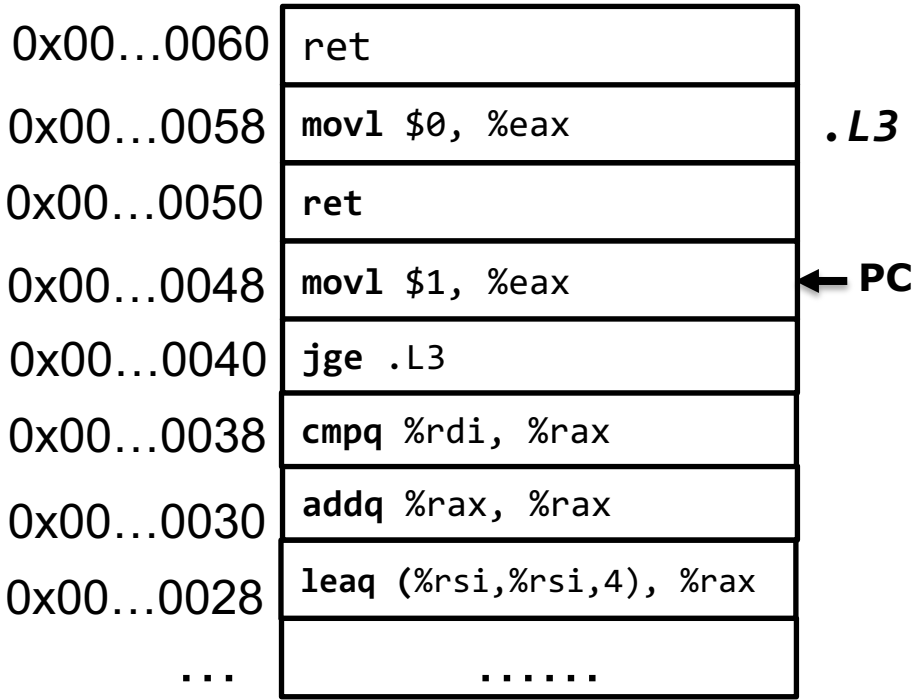 0x00…0060 ret
0x00…0058 movl $0, %eax .L3
0x00…0050 ret
0x00…0048 movl $1, %eax PC
0x00…0040 jge .L3
0x00…0038 cmpq %rdi, %rax
0x00…0030 addq %rax, %rax
0x00…0028 leaq (%rsi,%rsi,4), %rax
... ......